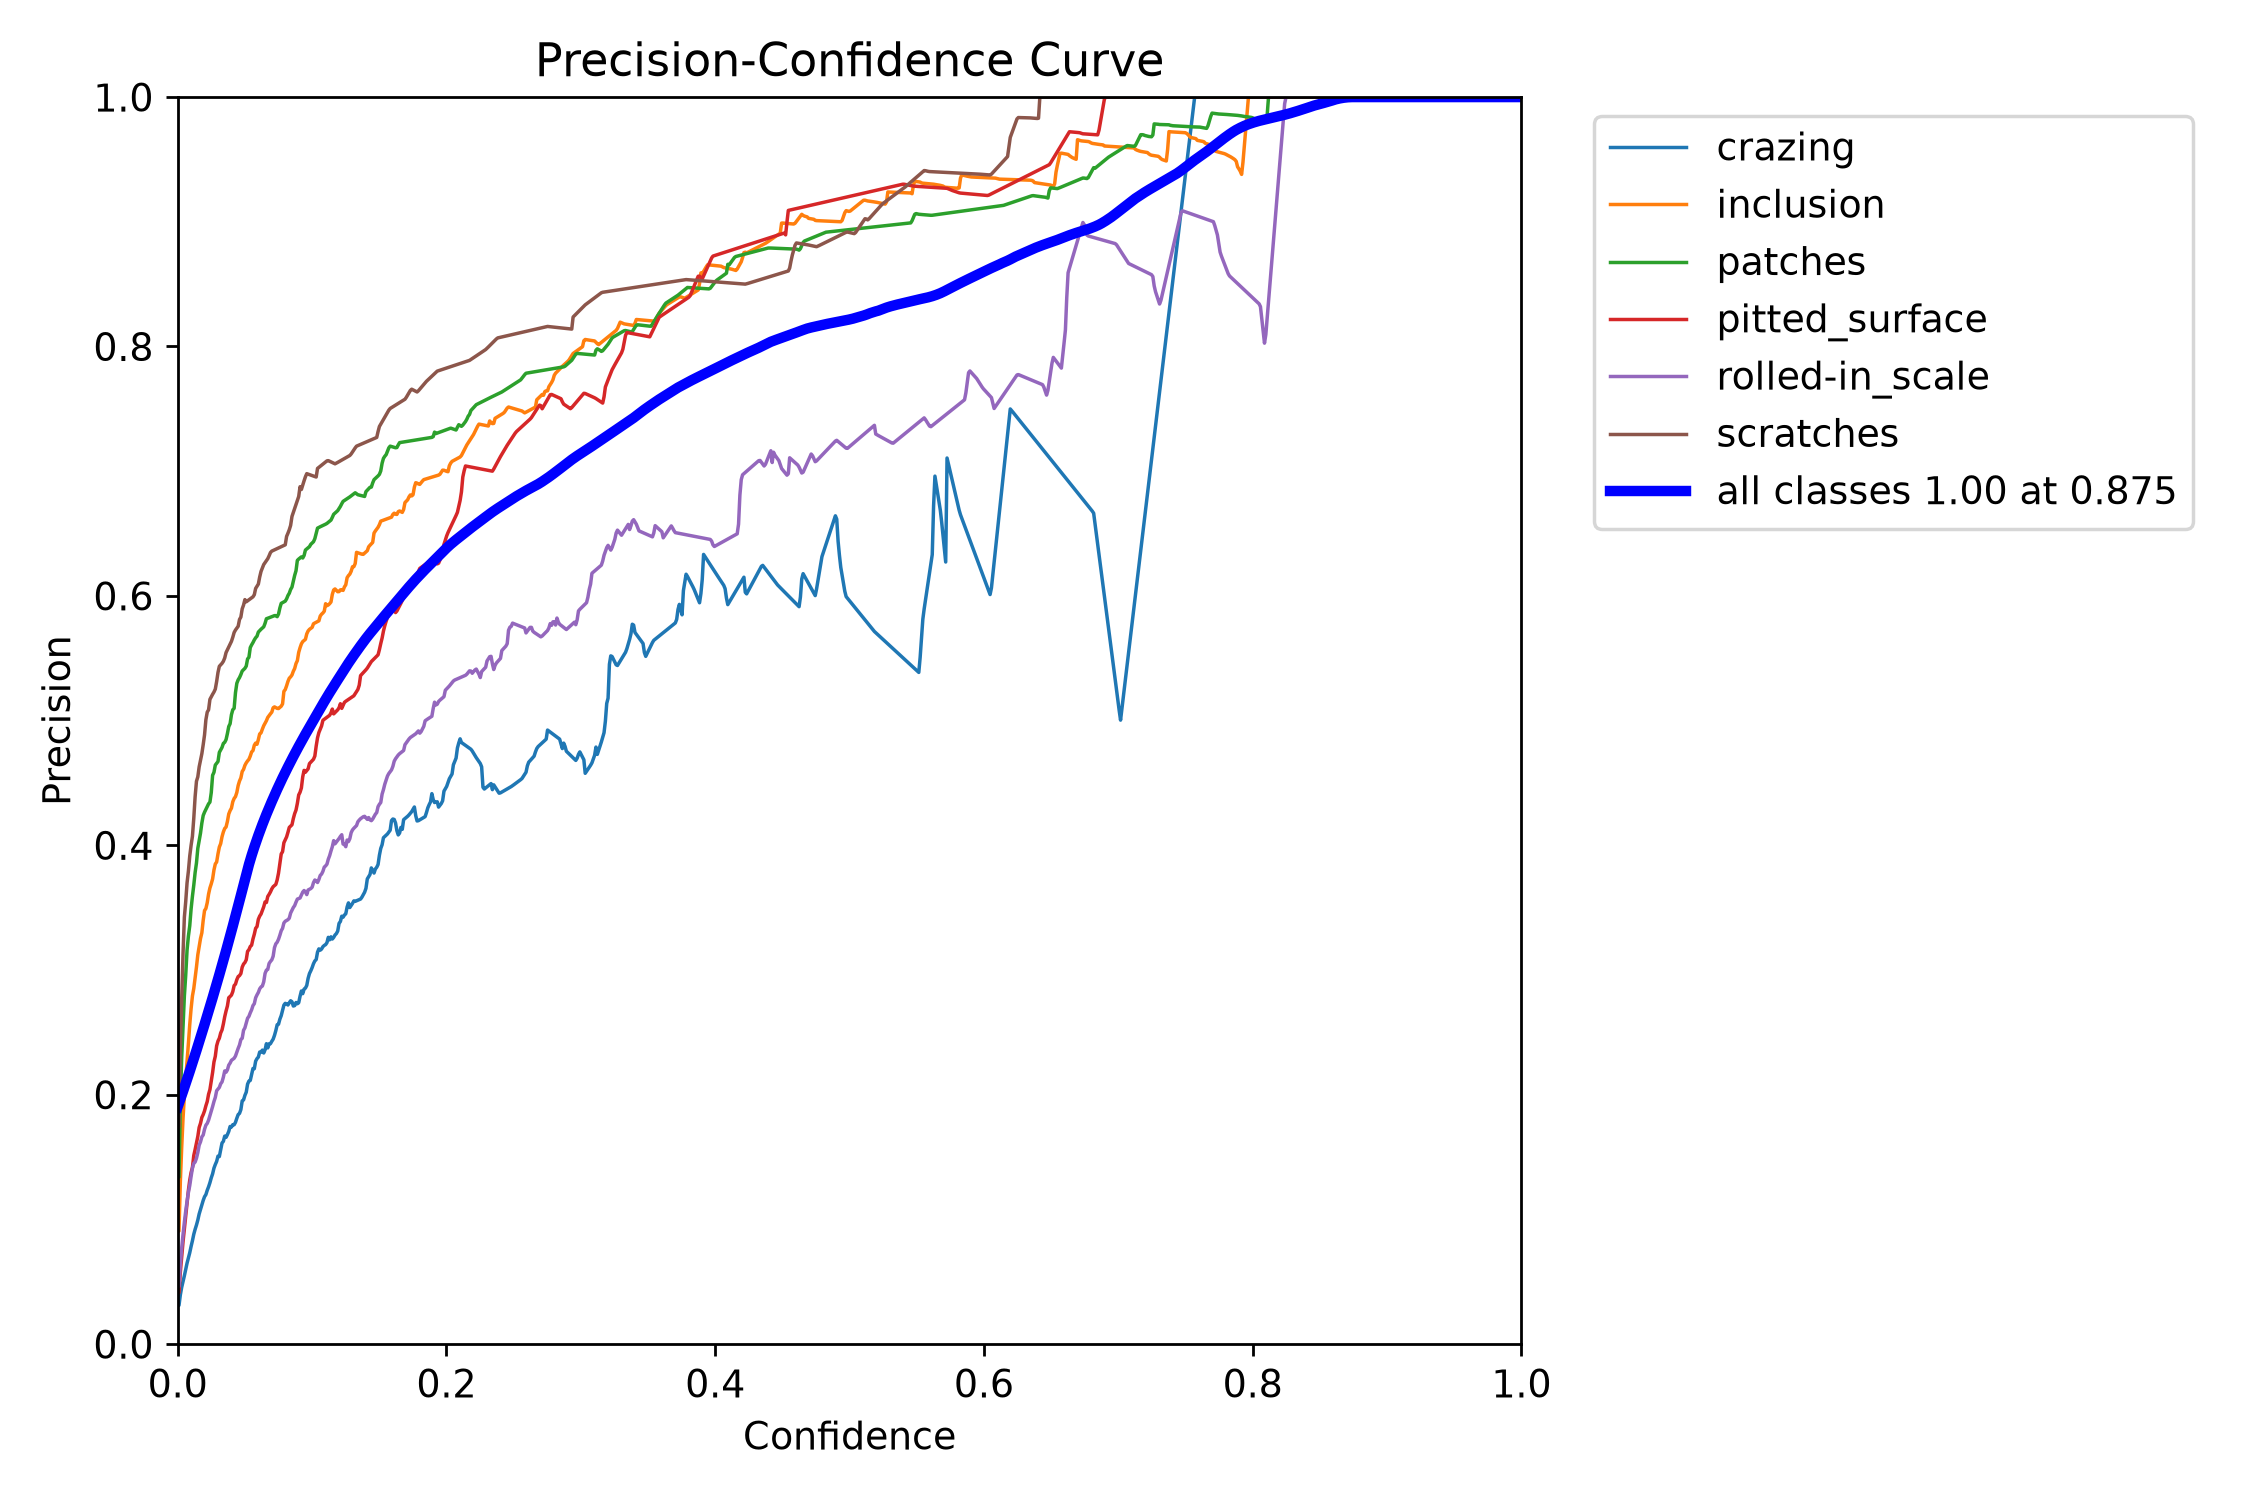 Precision-Confidence Curve
1.0
0.8
0.6
0.4
0.2
0.0
Precision
0.0 0.2 0.4 0.6 0.8 1.0
Confidence
crazing
inclusion
patches
pitted_surface
rolled-in_scale
scratches
all classes 1.00 at 0.875